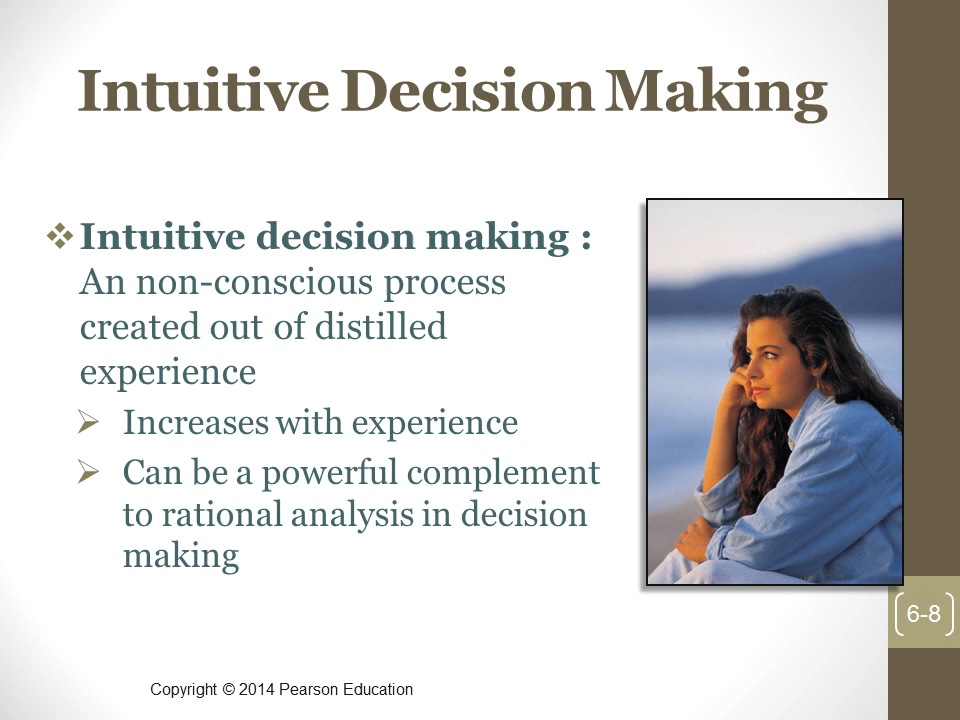 Intuitive Decision Making
Intuitive decision making :
An non-conscious process
created out of distilled
experience
Increases with experience
Can be a powerful complement
to rational analysis in decision
making
6-8
Copyright © 2014 Pearson Education